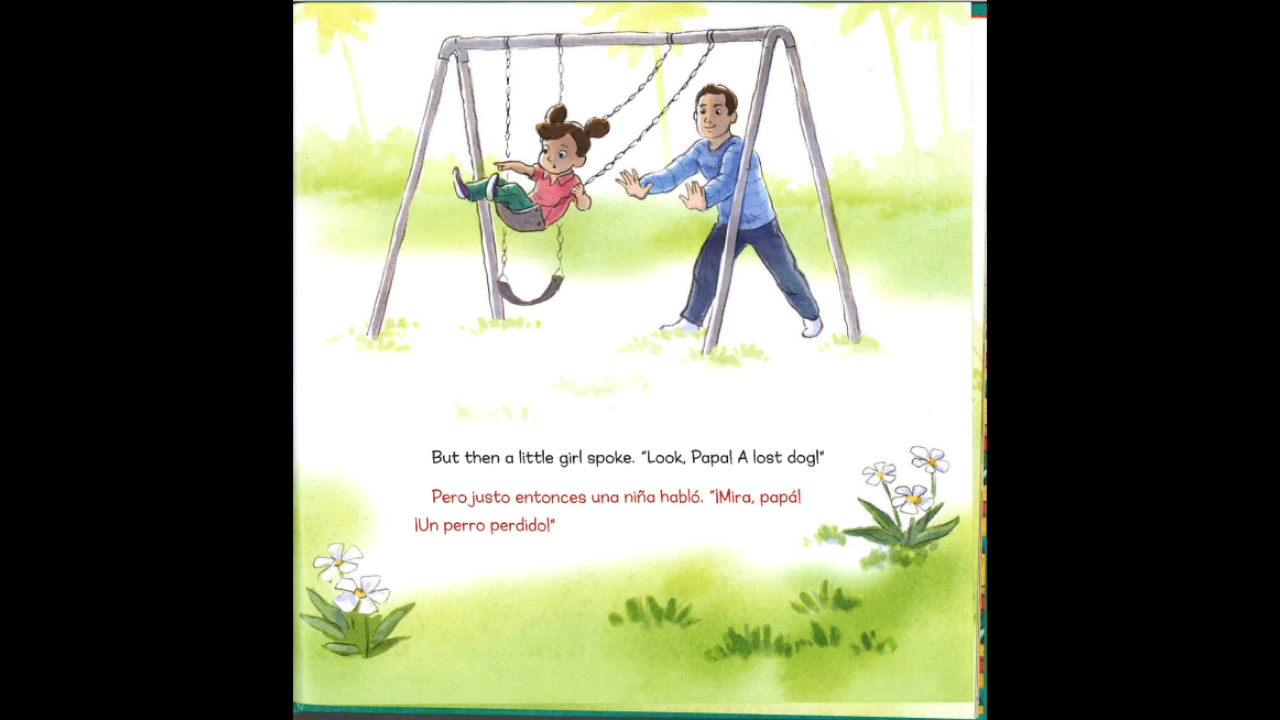 But then a little girl spoke. “Look, Papa! A lost dog!”
Pero justo entonces una niña habló. “¡Mira, papá!
¡Un perro perdido!”